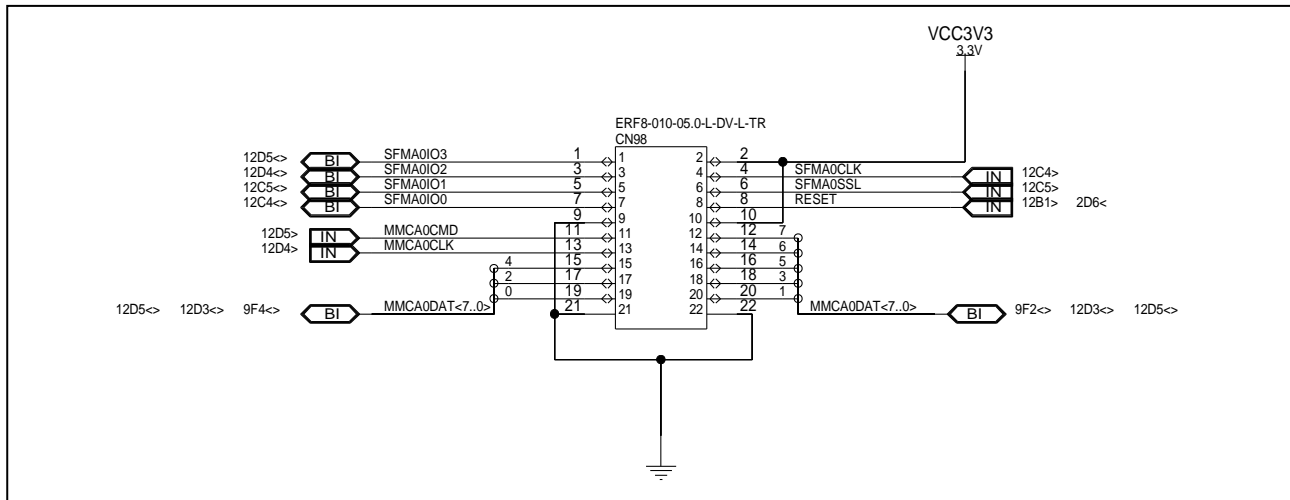 VCC3V3
3.3V
ERF8-010-05.0-L-DV-L-TR
CN98
12D5<> BI SFMA0IO3 1 1 2 2
12D4<> BI SFMA0IO2 3 3 4 4 SFMA0CLK IN 12C4>
12C5<> BI SFMA0IO1 5 5 6 6 SFMA0SSL IN 12C5>
12C4<> BI SFMA0IO0 7 7 8 8 RESET IN 12B1> 2D6<
9 9 10 10
12D5> IN MMCA0CMD 11 11 12 12 7
12D4> IN MMCA0CLK 13 13 14 14 6
4 15 15 16 16 5
2 17 17 18 18 3
0 19 19 20 20 1
12D5<> 12D3<> 9F4<> BI MMCA0DAT<7..0> 21 21 22 22 MMCA0DAT<7..0> BI 9F2<> 12D3<> 12D5<>